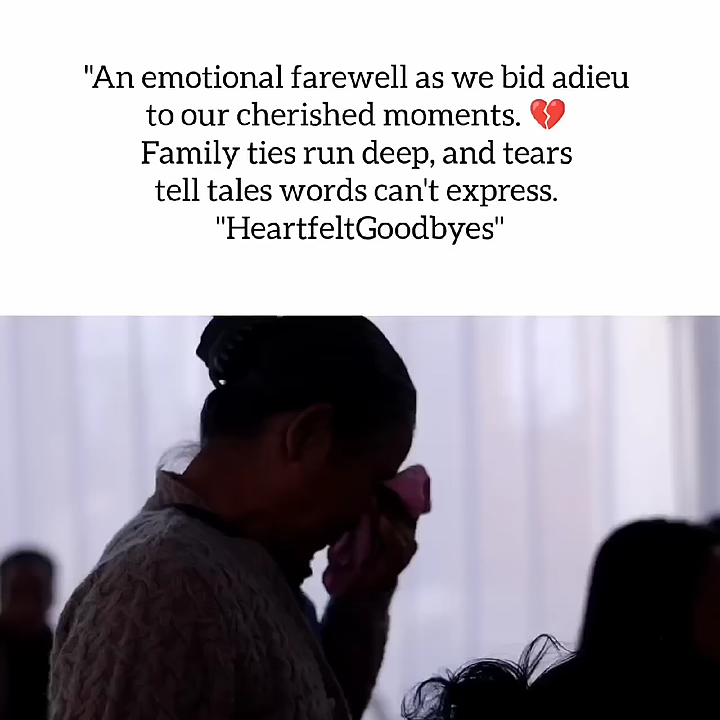 "An emotional farewell as we bid adieu
to our cherished moments. 💔
Family ties run deep, and tears
tell tales words can't express.
"HeartfeltGoodbyes"